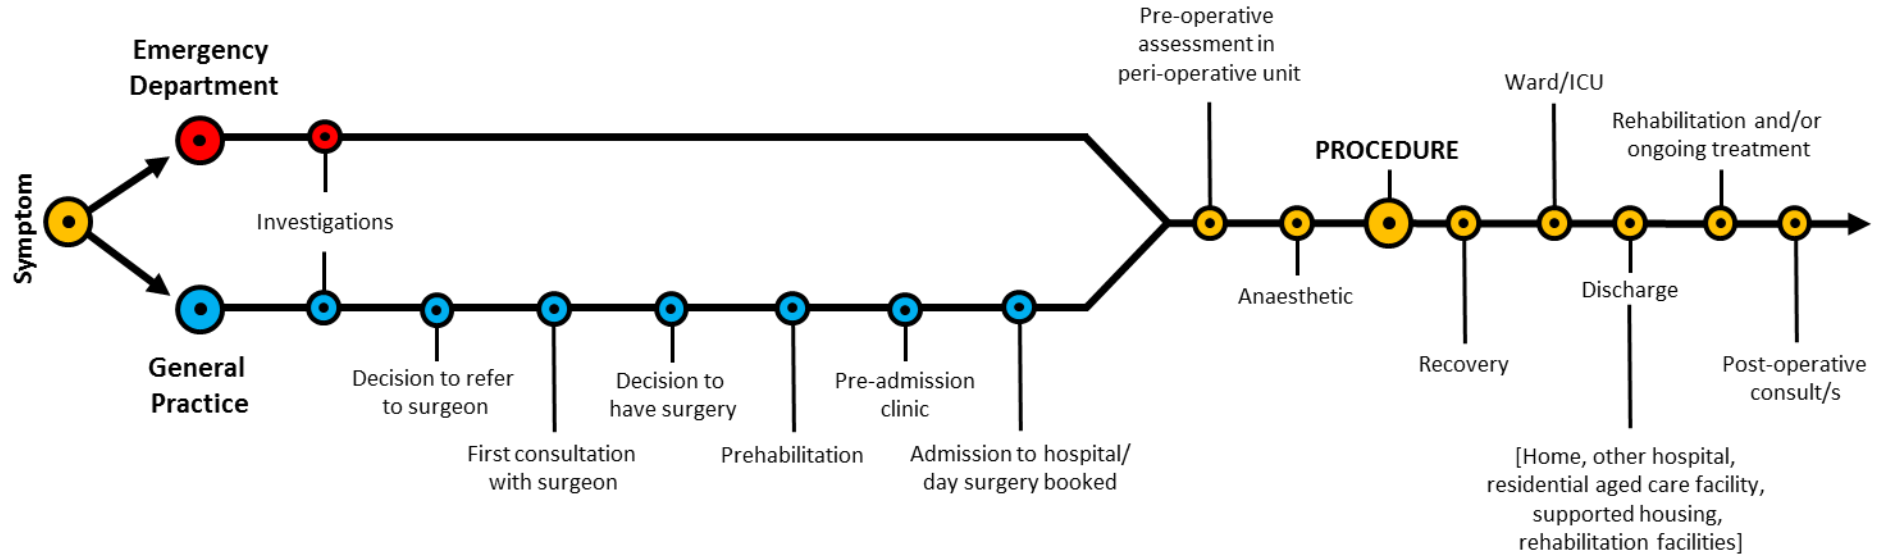 Symptom
Emergency
Department
General
Practice
Investigations
Decision to refer
to surgeon
First consultation
with surgeon
Decision to
have surgery
Prehabilitation
Pre-admission
clinic
Admission to hospital/
day surgery booked
Pre-operative
assessment in
peri-operative unit
Anaesthetic
PROCEDURE
Recovery
Ward/ICU
Discharge
[Home, other hospital,
residential aged care facility,
supported housing,
rehabilitation facilities]
Rehabilitation and/or
ongoing treatment
Post-operative
consult/s